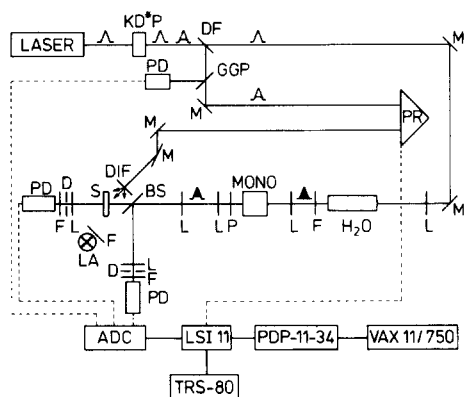 LASER KD*P DF M
PD GGP
M PR
M
M
DIF
PD D S BS MONO
F L L L P L F H₂O L M
F
LA
D L
F
PD
ADC LSI 11 PDP-11-34 VAX 11/750
TRS-80